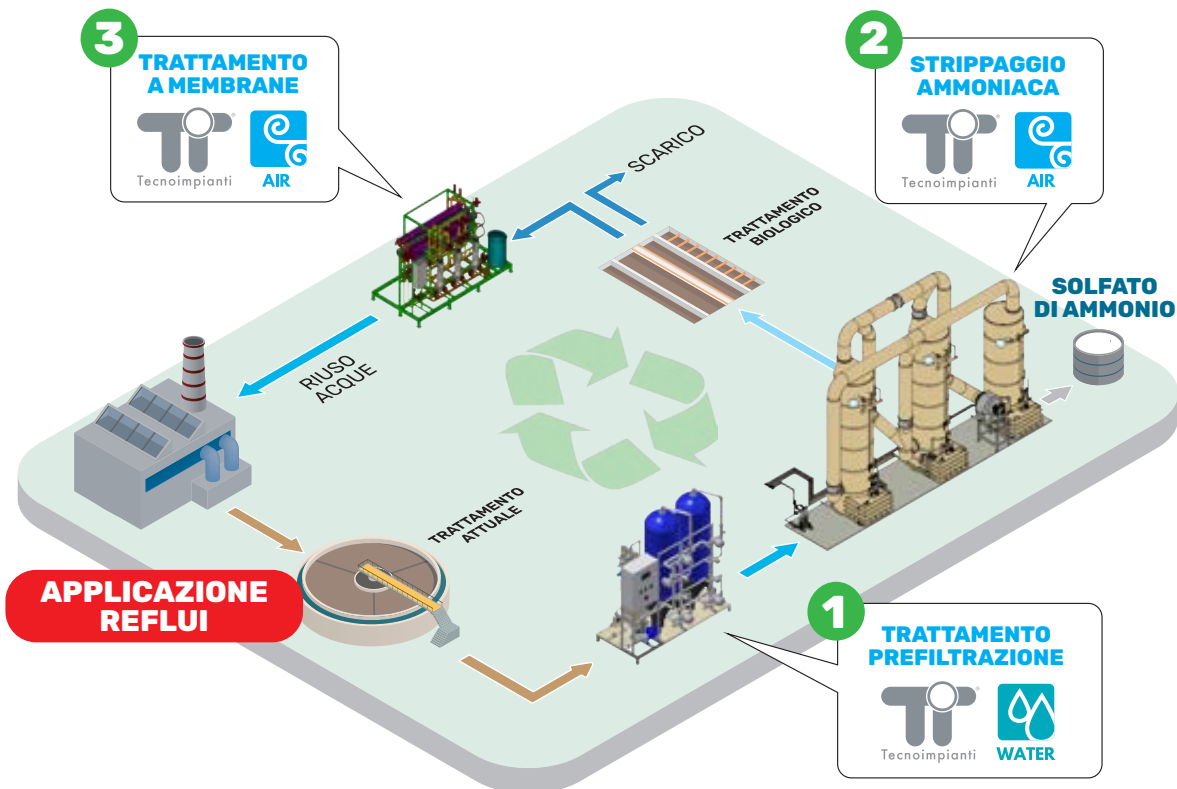 3
TRATTAMENTO
A MEMBRANE
Tecnoimpianti
AIR
2
STRIPPAGGIO
AMMONIACA
Tecnoimpianti
AIR
SCARICO
TRATTAMENTO
BIOLOGICO
SOLFATO
DI AMMONIO
RIUSO
ACQUE
TRATTAMENTO
ATTUALE
APPLICAZIONE
REFLUI
1
TRATTAMENTO
PREFILTRAZIONE
Tecnoimpianti
WATER